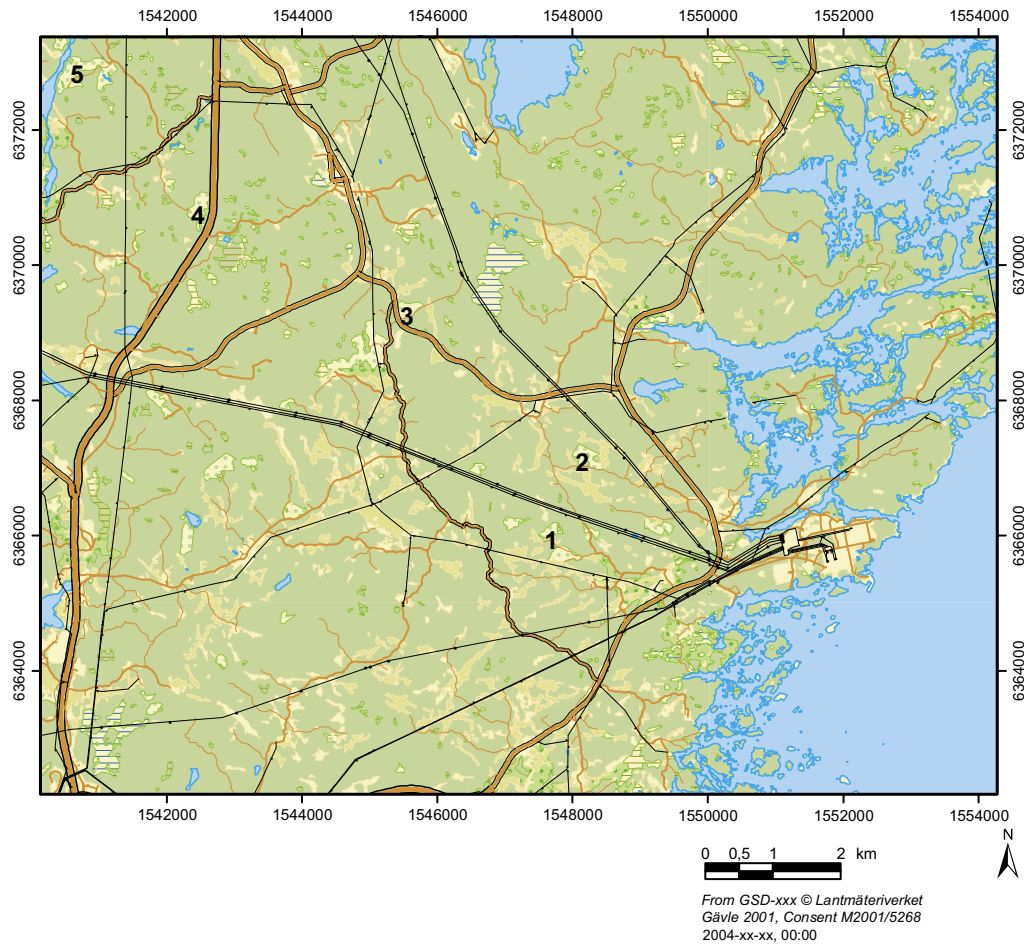 1542000 1544000 1546000 1548000 1550000 1552000 1554000
5
6372000 6372000
4
6370000 6370000
3
6368000 6368000
2
1
6366000 6366000
6364000 6364000
1542000 1544000 1546000 1548000 1550000 1552000 1554000
N
0 0,5 1 2 km
From GSD-xxx © Lantmäteriverket
Gävle 2001, Consent M2001/5268
2004-xx-xx, 00:00